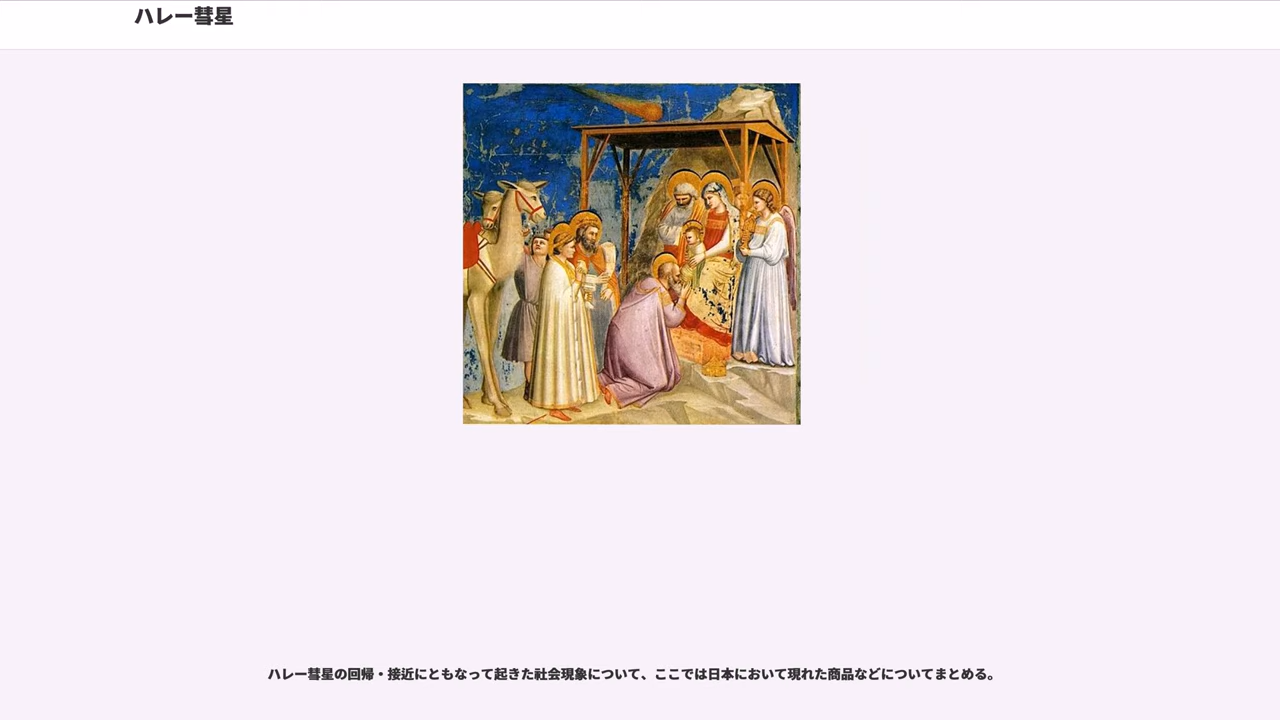 ハレー彗星
ハレー彗星の回帰・接近にともなって起きた社会現象について、ここでは日本において現れた商品などについてまとめる。